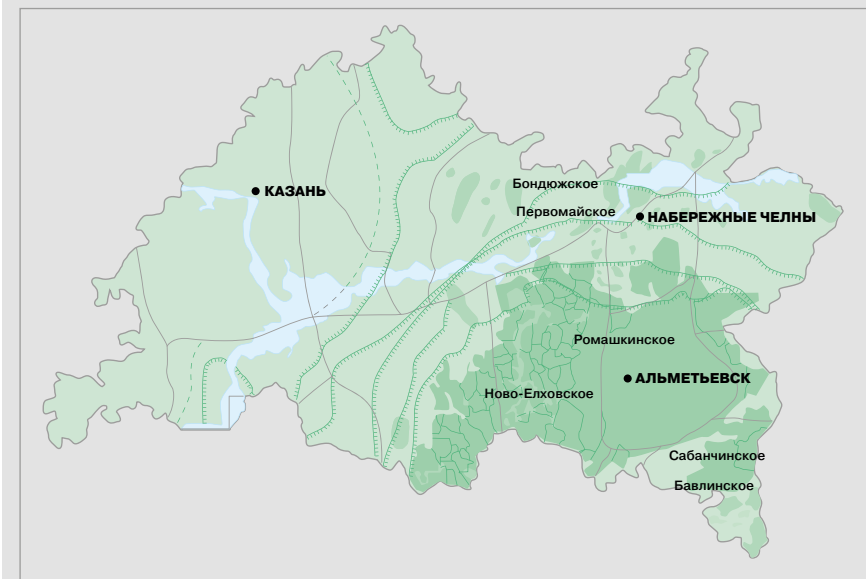 Бондюжское
КАЗАНЬ
Первомайское
НАБЕРЕЖНЫЕ ЧЕЛНЫ
Ромашкинское
АЛЬМЕТЬЕВСК
Ново-Елховское
Сабанчинское
Бавлинское